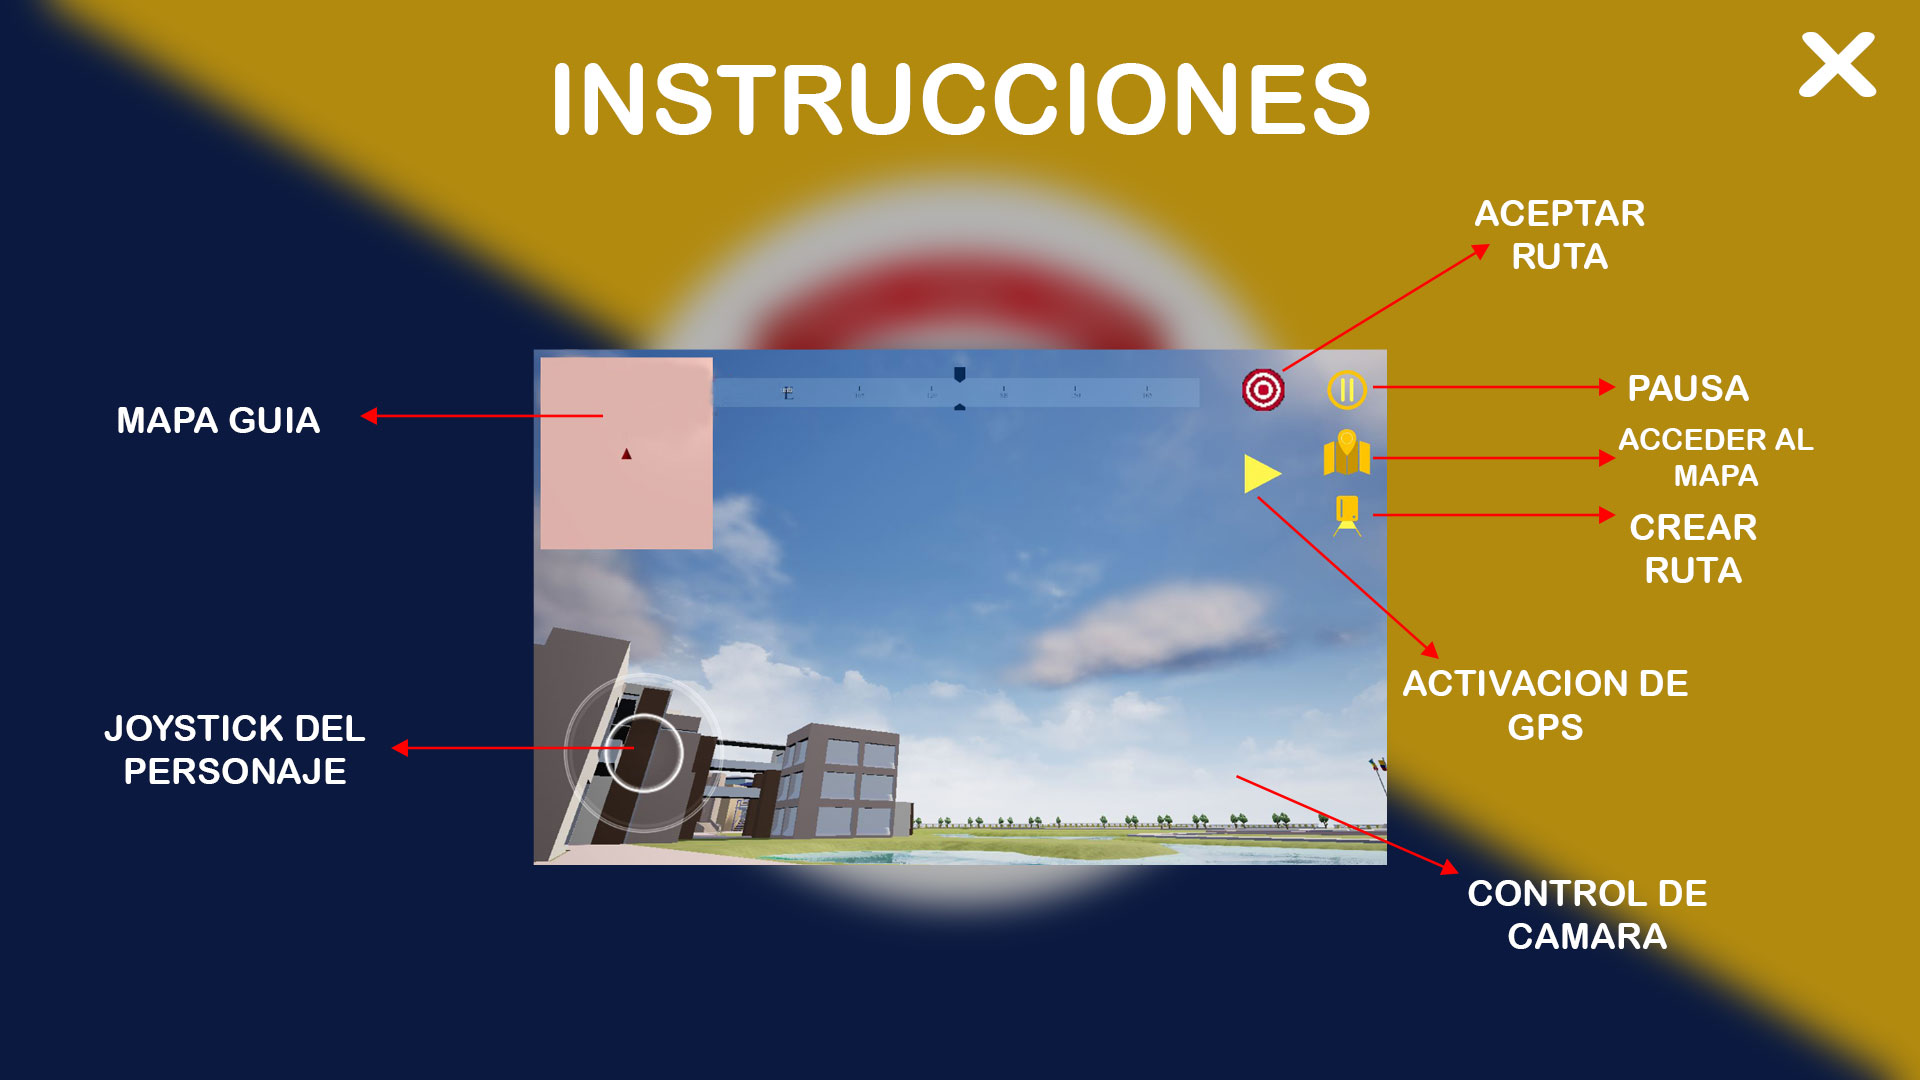 INSTRUCCIONES
ACEPTAR
RUTA
MAPA GUIA
E
PAUSA
ACCEDER AL
MAPA
CREAR
RUTA
ACTIVACION DE
GPS
JOYSTICK DEL
PERSONAJE
CONTROL DE
CAMARA